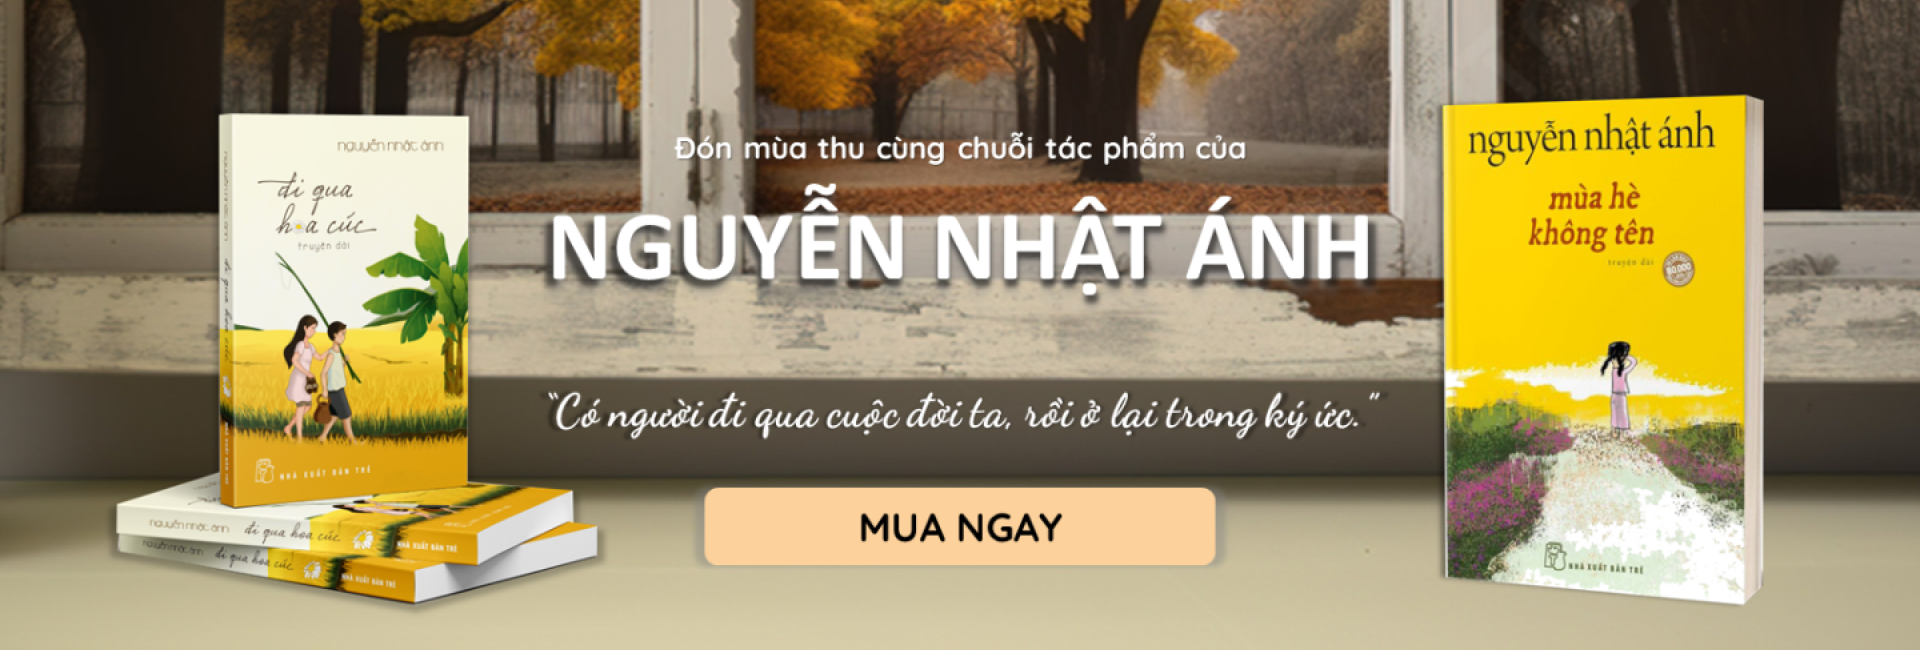 nguyễn nhật ánh
đi qua
hoa cúc
truyện dài
NHÀ XUẤT BẢN TRẺ
nguyễn nhật ánh đi qua hoa cúc NHÀ XUẤT BẢN TRẺ
nguyễn nhật ánh đi qua hoa cúc NHÀ XUẤT BẢN TRẺ
Đón mùa thu cùng chuỗi tác phẩm của
NGUYỄN NHẬT ÁNH
"Có người đi qua cuộc đời ta, rồi ở lại trong ký ức."
MUA NGAY
nguyễn nhật ánh
mùa hè
không tên
truyện dài
80.000
NHÀ XUẤT BẢN TRẺ